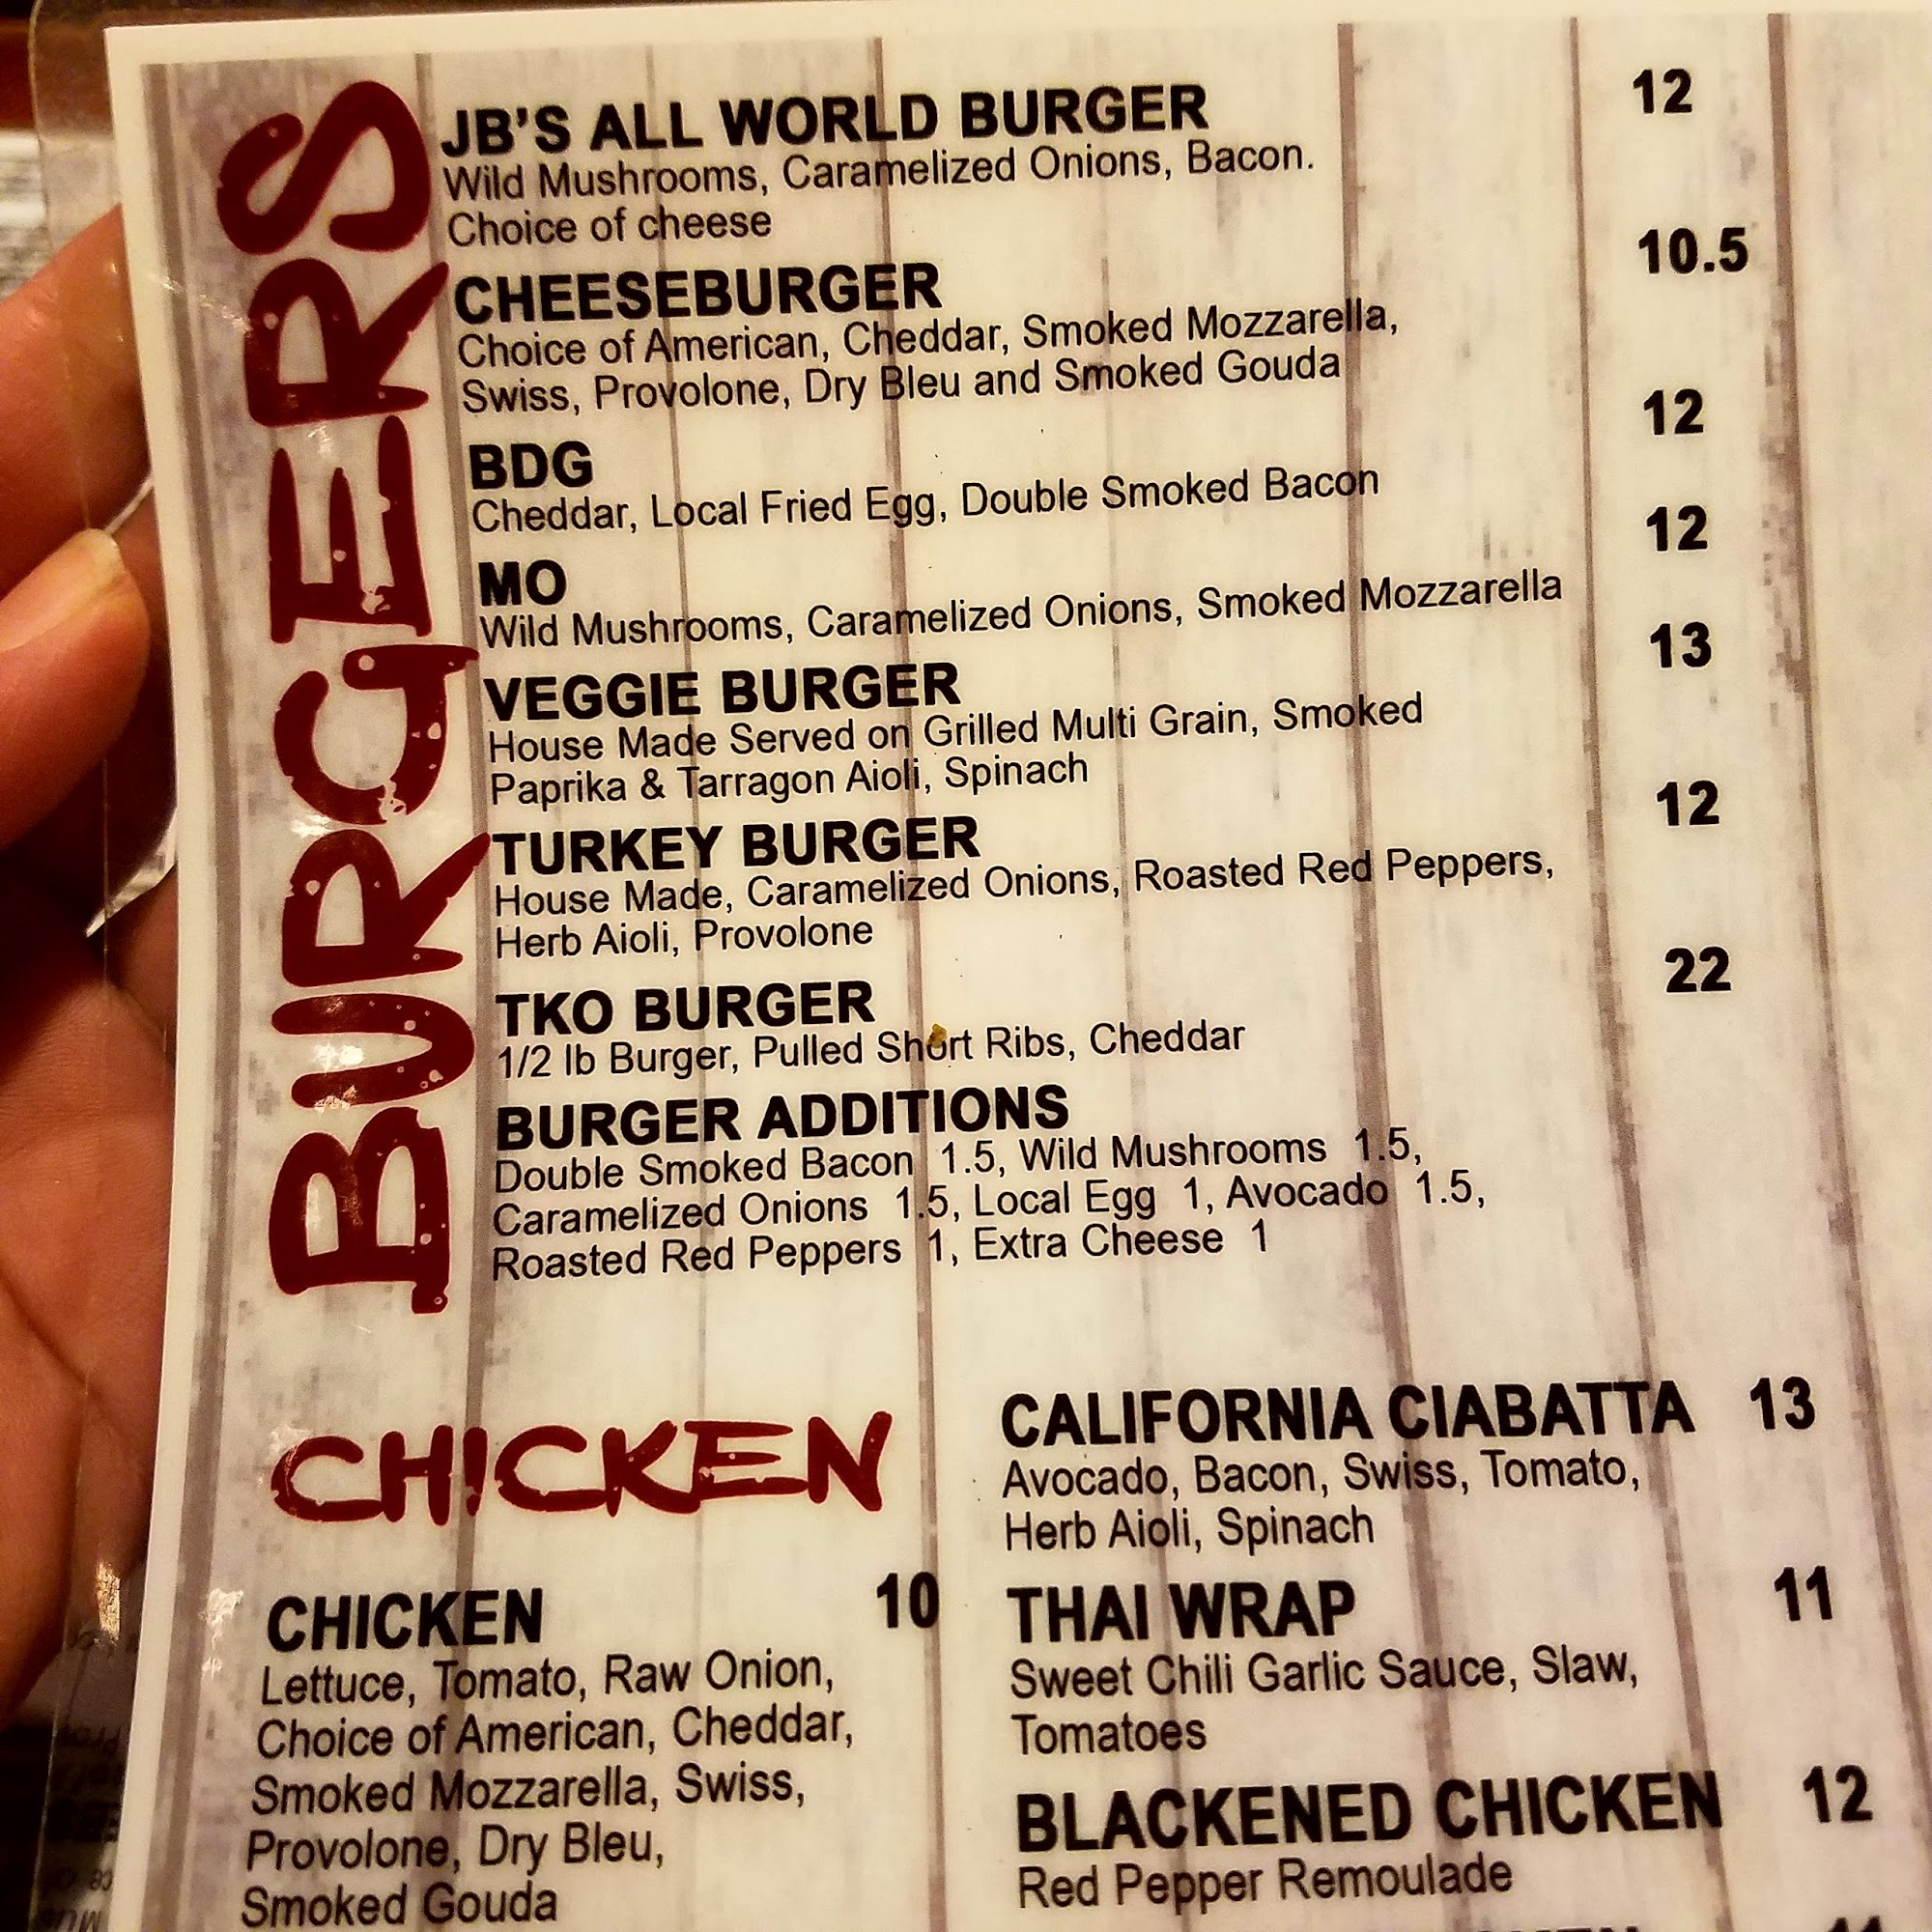 BURGERS
JB'S ALL WORLD BURGER 12
Wild Mushrooms, Caramelized Onions, Bacon.
Choice of cheese
CHEESEBURGER 10.5
Choice of American, Cheddar, Smoked Mozzarella,
Swiss, Provolone, Dry Bleu and Smoked Gouda
BDG 12
Cheddar, Local Fried Egg, Double Smoked Bacon
MO 12
Wild Mushrooms, Caramelized Onions, Smoked Mozzarella
VEGGIE BURGER 13
House Made Served on Grilled Multi Grain, Smoked
Paprika & Tarragon Aioli, Spinach
TURKEY BURGER 12
House Made, Caramelized Onions, Roasted Red Peppers,
Herb Aioli, Provolone
TKO BURGER 22
1/2 lb Burger, Pulled Short Ribs, Cheddar
BURGER ADDITIONS
Double Smoked Bacon 1.5, Wild Mushrooms 1.5,
Caramelized Onions 1.5, Local Egg 1, Avocado 1.5,
Roasted Red Peppers 1, Extra Cheese 1
CHICKEN
CHICKEN 10
Lettuce, Tomato, Raw Onion,
Choice of American, Cheddar,
Smoked Mozzarella, Swiss,
Provolone, Dry Bleu,
Smoked Gouda
CALIFORNIA CIABATTA 13
Avocado, Bacon, Swiss, Tomato,
Herb Aioli, Spinach
THAI WRAP 11
Sweet Chili Garlic Sauce, Slaw,
Tomatoes
BLACKENED CHICKEN 12
Red Pepper Remoulade